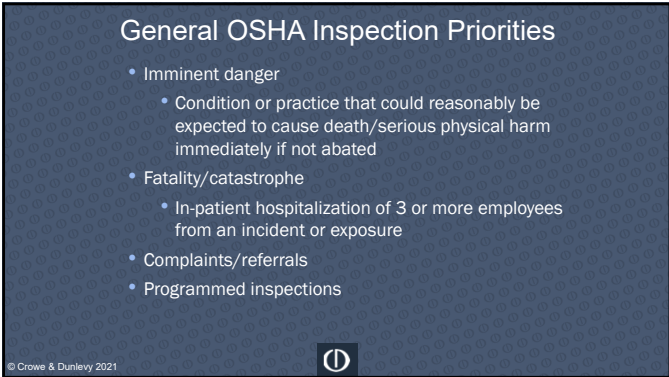 General OSHA Inspection Priorities
• Imminent danger
• Condition or practice that could reasonably be
expected to cause death/serious physical harm
immediately if not abated
• Fatality/catastrophe
• In-patient hospitalization of 3 or more employees
from an incident or exposure
• Complaints/referrals
• Programmed inspections
© Crowe & Dunlevy 2021